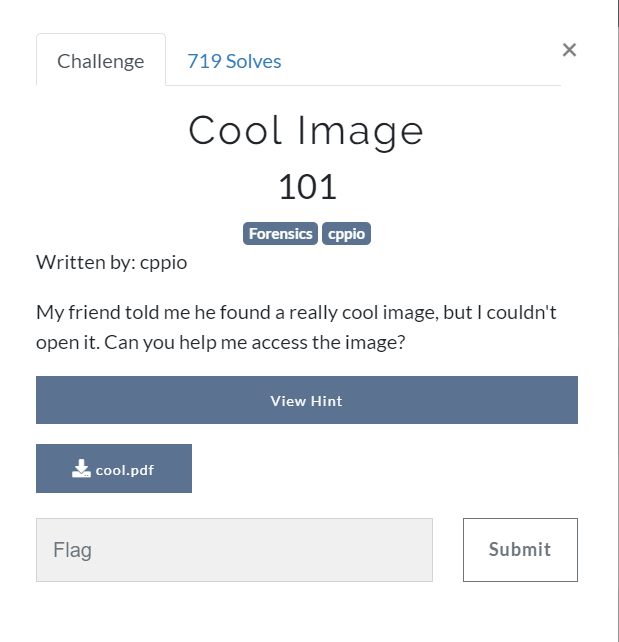 Challenge
719 Solves
×
Cool Image
101
Forensics cppio
Written by: cppio
My friend told me he found a really cool image, but I couldn't
open it. Can you help me access the image?
View Hint
cool.pdf
Flag
Submit